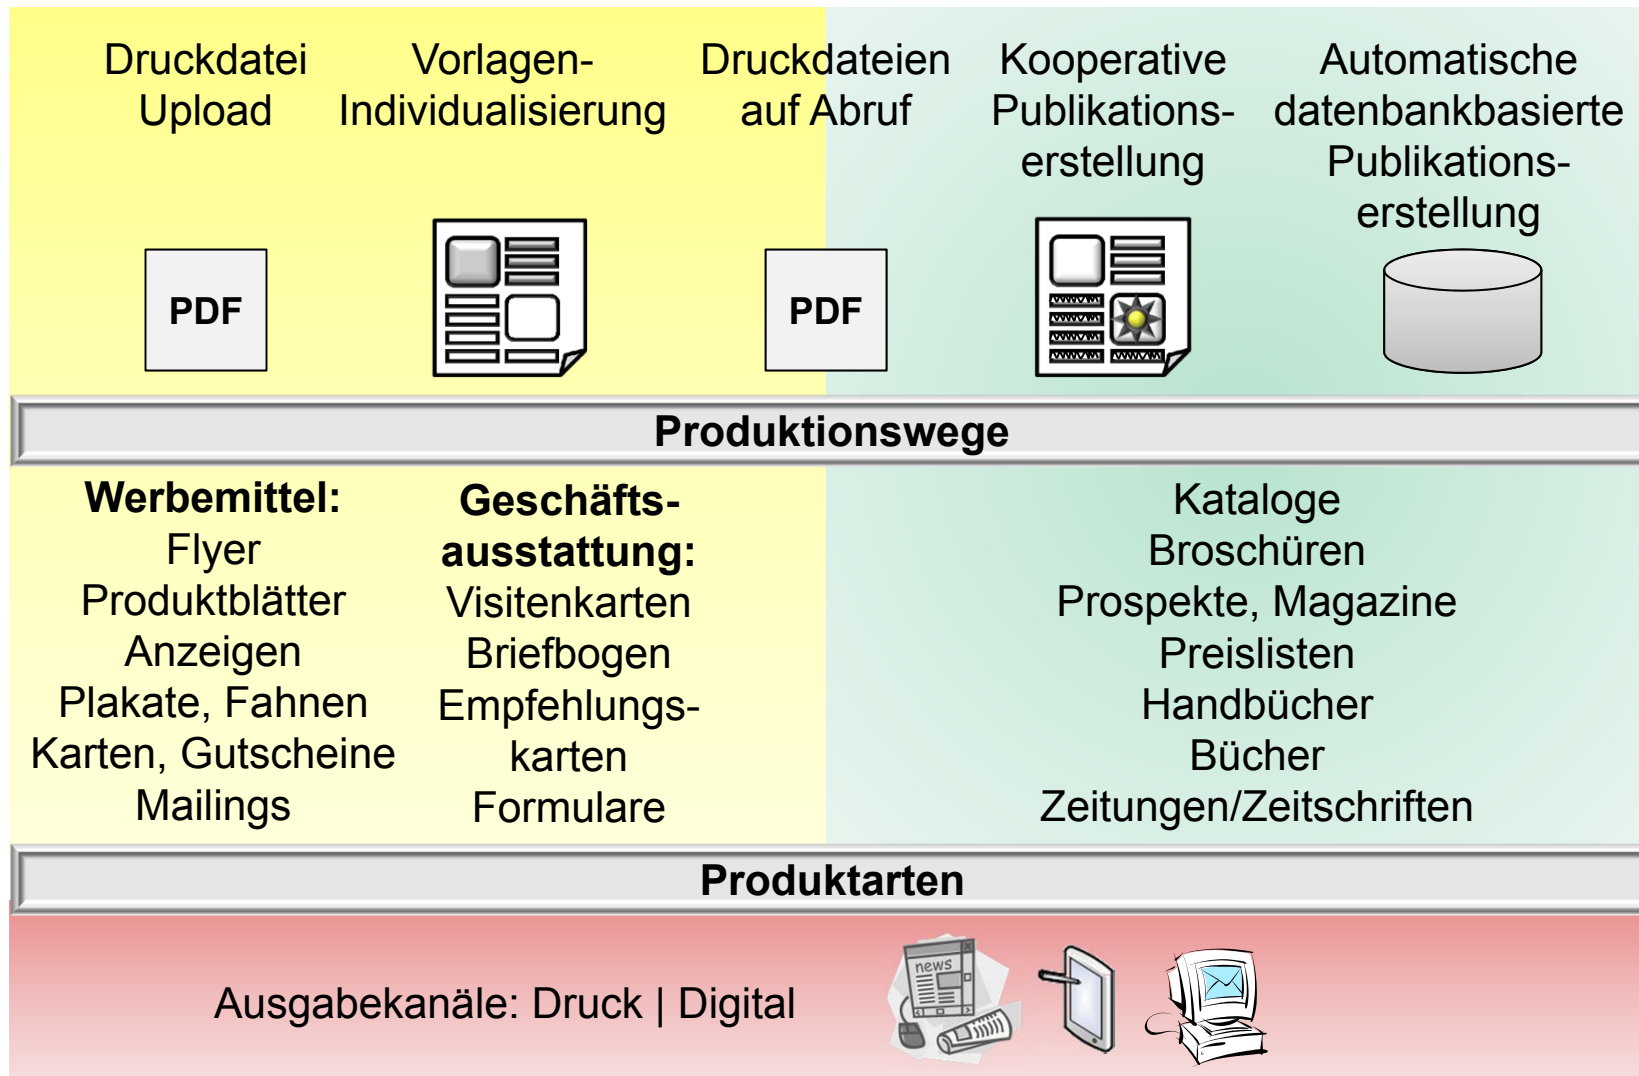 Druckdatei
Upload
Vorlagen-
Individualisierung
Druckdateien
auf Abruf
Kooperative
Publikations-
erstellung
Automatische
datenbankbasierte
Publikations-
erstellung
PDF
PDF
Produktionswege
Werbemittel:
Flyer
Produktblätter
Anzeigen
Plakate, Fahnen
Karten, Gutscheine
Mailings
Geschäfts-
ausstattung:
Visitenkarten
Briefbogen
Empfehlungs-
karten
Formulare
Kataloge
Broschüren
Prospekte, Magazine
Preislisten
Handbücher
Bücher
Zeitungen/Zeitschriften
Produktarten
Ausgabekanäle: Druck | Digital
news